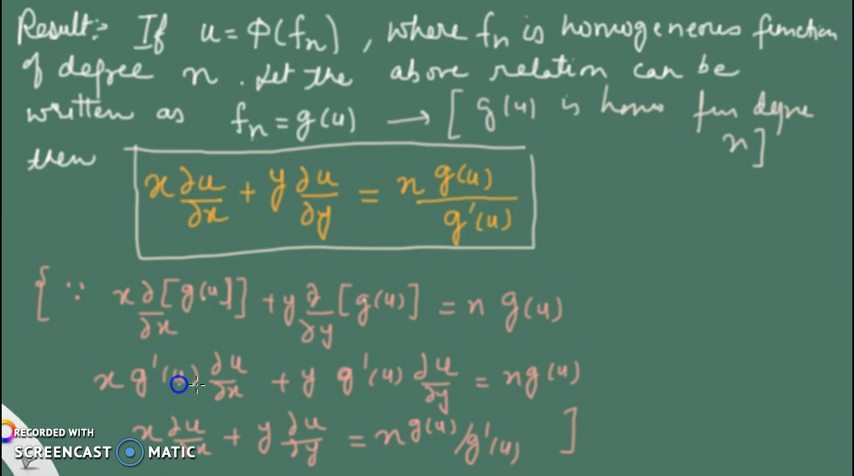 Result:- If u = ϕ(fn), where fn is homogeneous function
of degree n. Let the above relation can be
written as fn = g(u) → [g(u) is homo fun degree
n]
then
x ∂u/∂x + y ∂u/∂y = n g(u)/g'(u)
{ ∵ x ∂/∂x [g(u)] + y ∂/∂y [g(u)] = n g(u)
x g'(u) ∂u/∂x + y g'(u) ∂u/∂y = n g(u)
x ∂u/∂x + y ∂u/∂y = n g(u)/g'(u) ]
RECORDED WITH
SCREENCAST MATIC